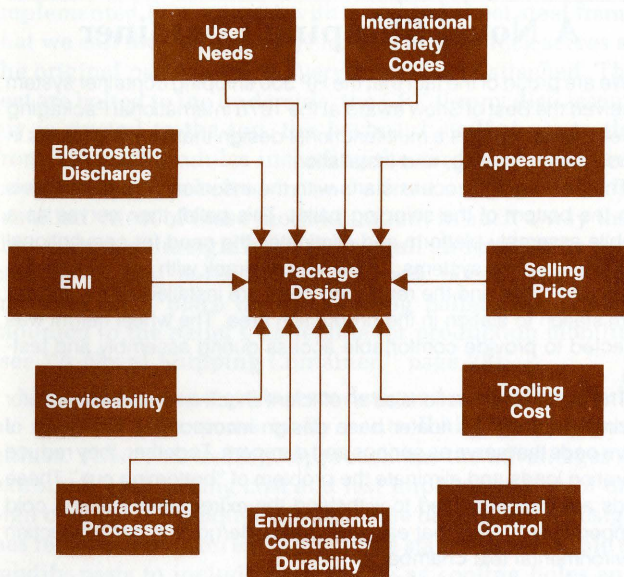 User
Needs
International
Safety
Codes
Electrostatic
Discharge
Appearance
EMI
Package
Design
Selling
Price
Serviceability
Tooling
Cost
Manufacturing
Processes
Environmental
Constraints/
Durability
Thermal
Control